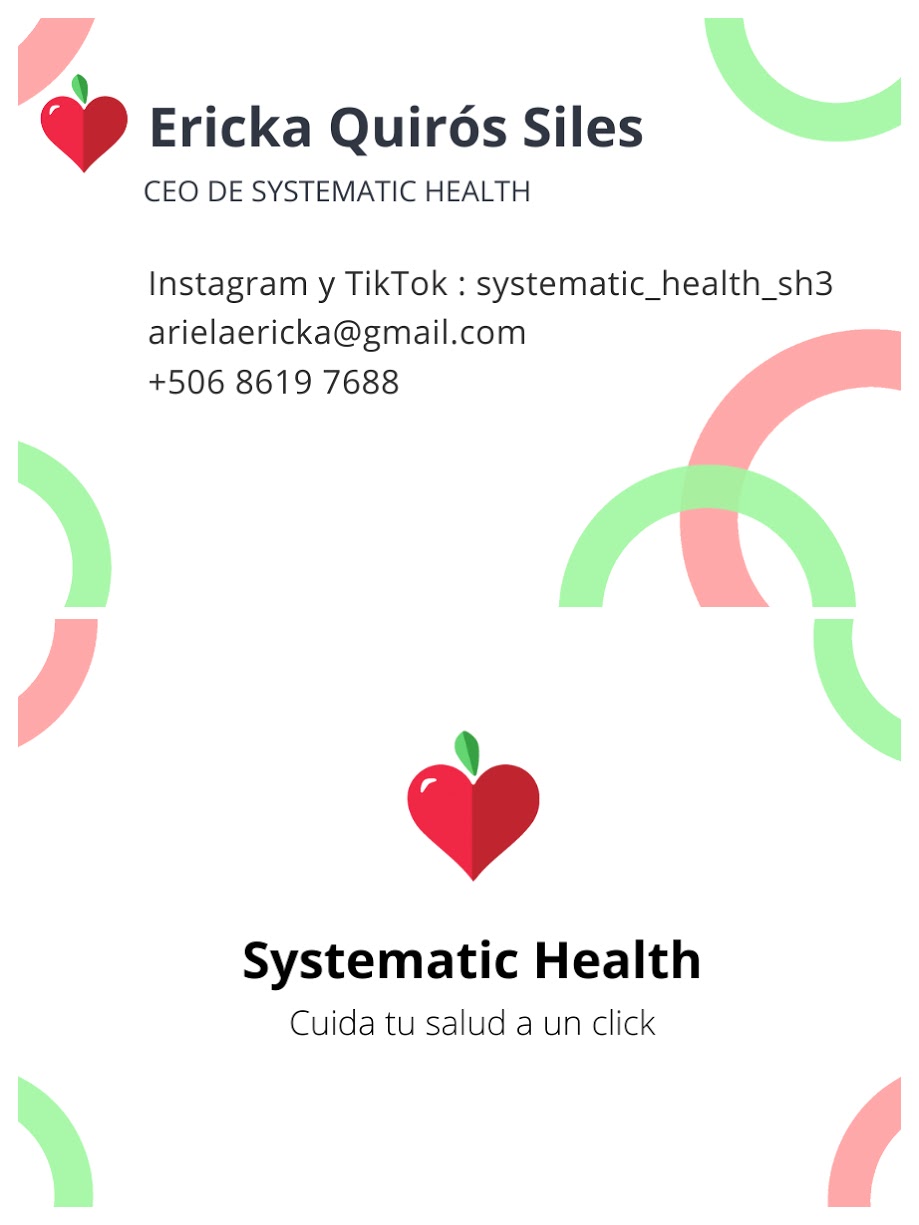 Ericka Quirós Siles
CEO DE SYSTEMATIC HEALTH
Instagram y TikTok : systematic_health_sh3
arielaericka@gmail.com
+506 8619 7688
Systematic Health
Cuida tu salud a un click